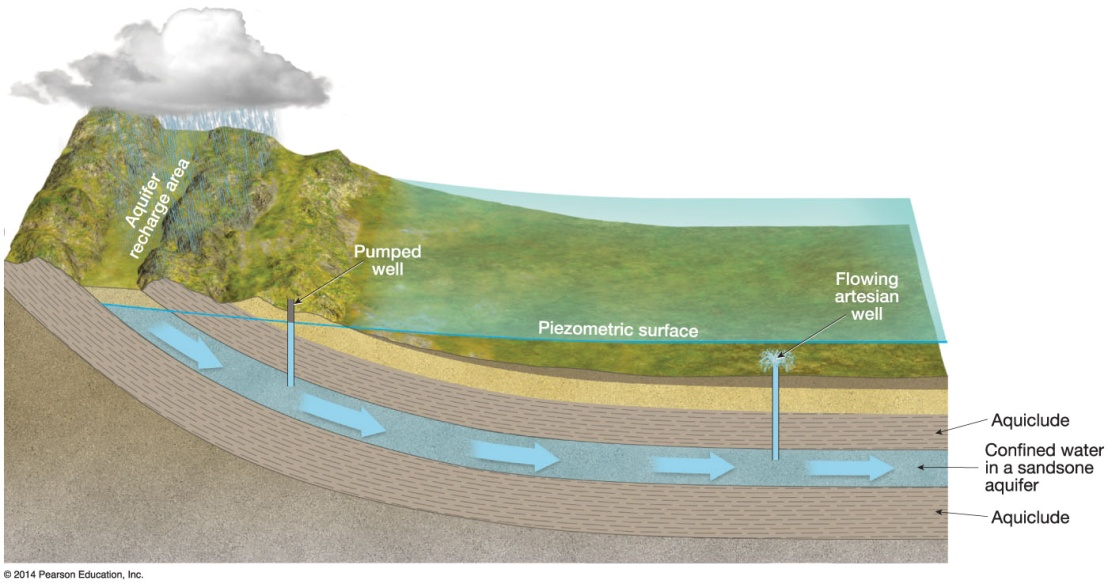 Aquifer
recharge area
Pumped
well
Flowing
artesian
well
Piezometric surface
Aquiclude
Confined water
in a sandsone
aquifer
Aquiclude
© 2014 Pearson Education, Inc.